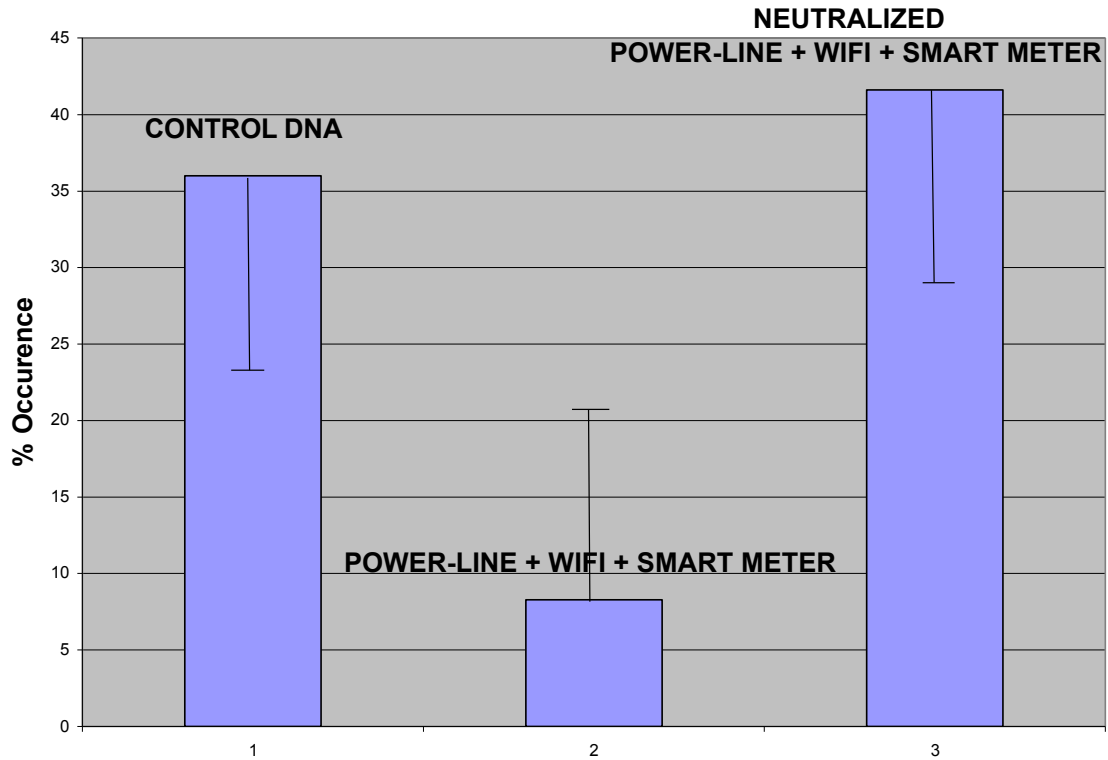 NEUTRALIZED
POWER-LINE + WIFI + SMART METER
CONTROL DNA
POWER-LINE + WIFI + SMART METER
% Occurence
45
40
35
30
25
20
15
10
5
0
1
2
3